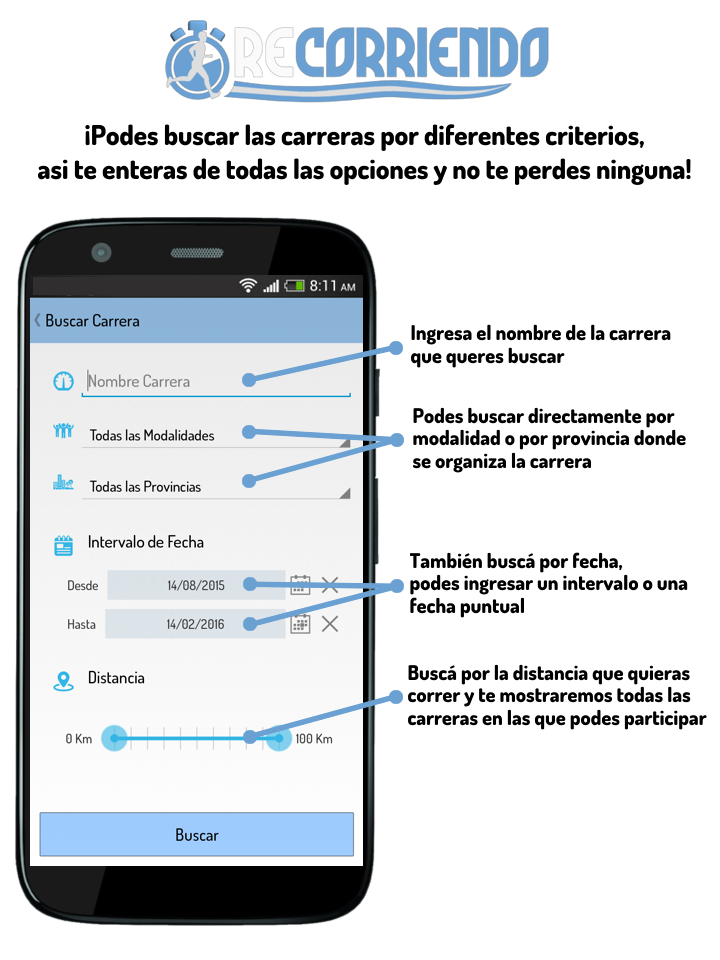 RECORRIENDO
¡Podes buscar las carreras por diferentes criterios,
asi te enteras de todas las opciones y no te perdes ninguna!
8:11 AM
Buscar Carrera
Nombre Carrera
Todas las Modalidades
Todas las Provincias
Intervalo de Fecha
Desde 14/08/2015
Hasta 14/02/2016
Distancia
0 Km 100 Km
Buscar
Ingresa el nombre de la carrera
que queres buscar
Podes buscar directamente por
modalidad o por provincia donde
se organiza la carrera
También buscá por fecha,
podes ingresar un intervalo o una
fecha puntual
Buscá por la distancia que quieras
correr y te mostraremos todas las
carreras en las que podes participar